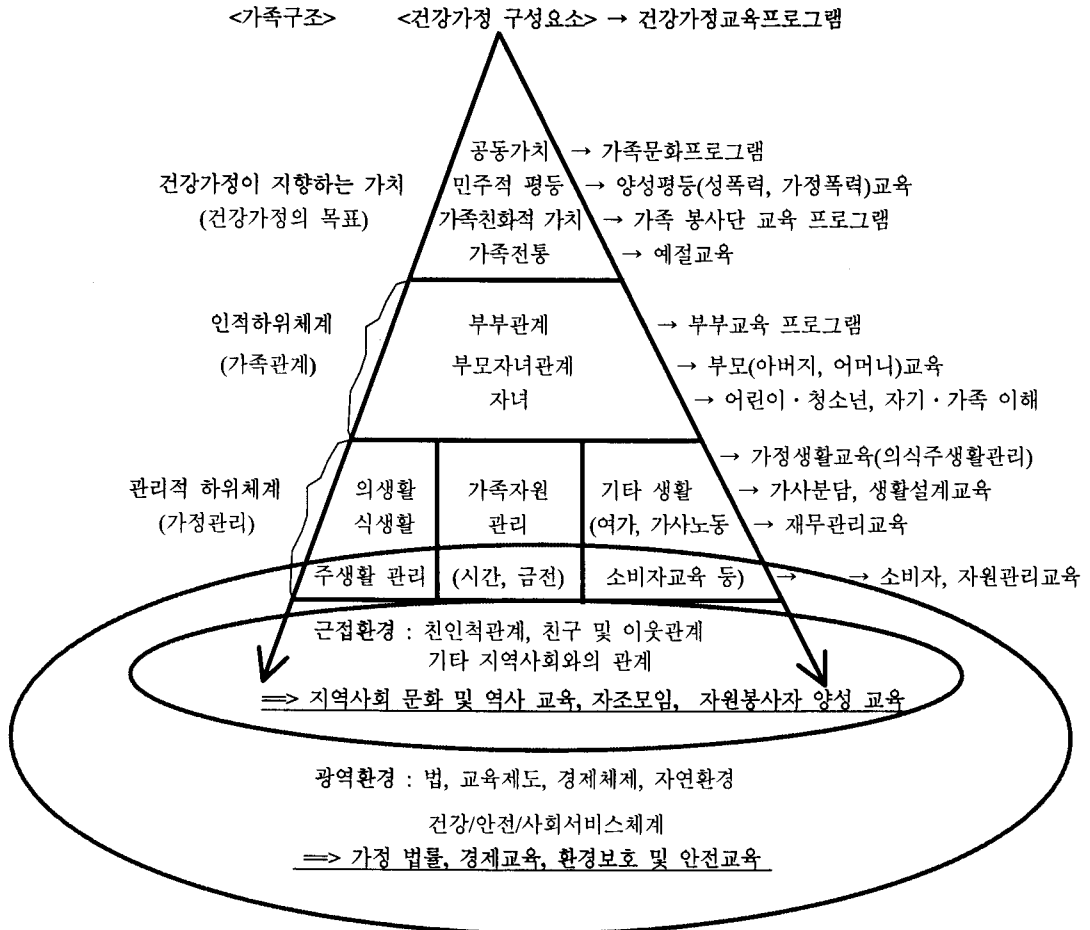 <가족구조> <건강가정 구성요소> → 건강가정교육프로그램
공동가치 → 가족문화프로그램
건강가정이 지향하는 가치 민주적 평등 → 양성평등(성폭력, 가정폭력)교육
(건강가정의 목표) 가족친화적 가치 → 가족 봉사단 교육 프로그램
가족전통 → 예절교육
인적하위체계 부부관계 → 부부교육 프로그램
(가족관계) 부모자녀관계 → 부모(아버지, 어머니)교육
자녀 → 어린이·청소년, 자기·가족 이해
→ 가정생활교육(의식주생활관리)
관리적 하위체계 의생활 가족자원 기타 생활 → 가사분담, 생활설계교육
(가정관리) 식생활 관리 (여가, 가사노동 → 재무관리교육
주생활 관리 (시간, 금전) 소비자교육 등) → → 소비자, 자원관리교육
근접환경 : 친인척관계, 친구 및 이웃관계
기타 지역사회와의 관계
==> 지역사회 문화 및 역사 교육, 자조모임, 자원봉사자 양성 교육
광역환경 : 법, 교육제도, 경제체제, 자연환경
건강/안전/사회서비스체계
==> 가정 법률, 경제교육, 환경보호 및 안전교육